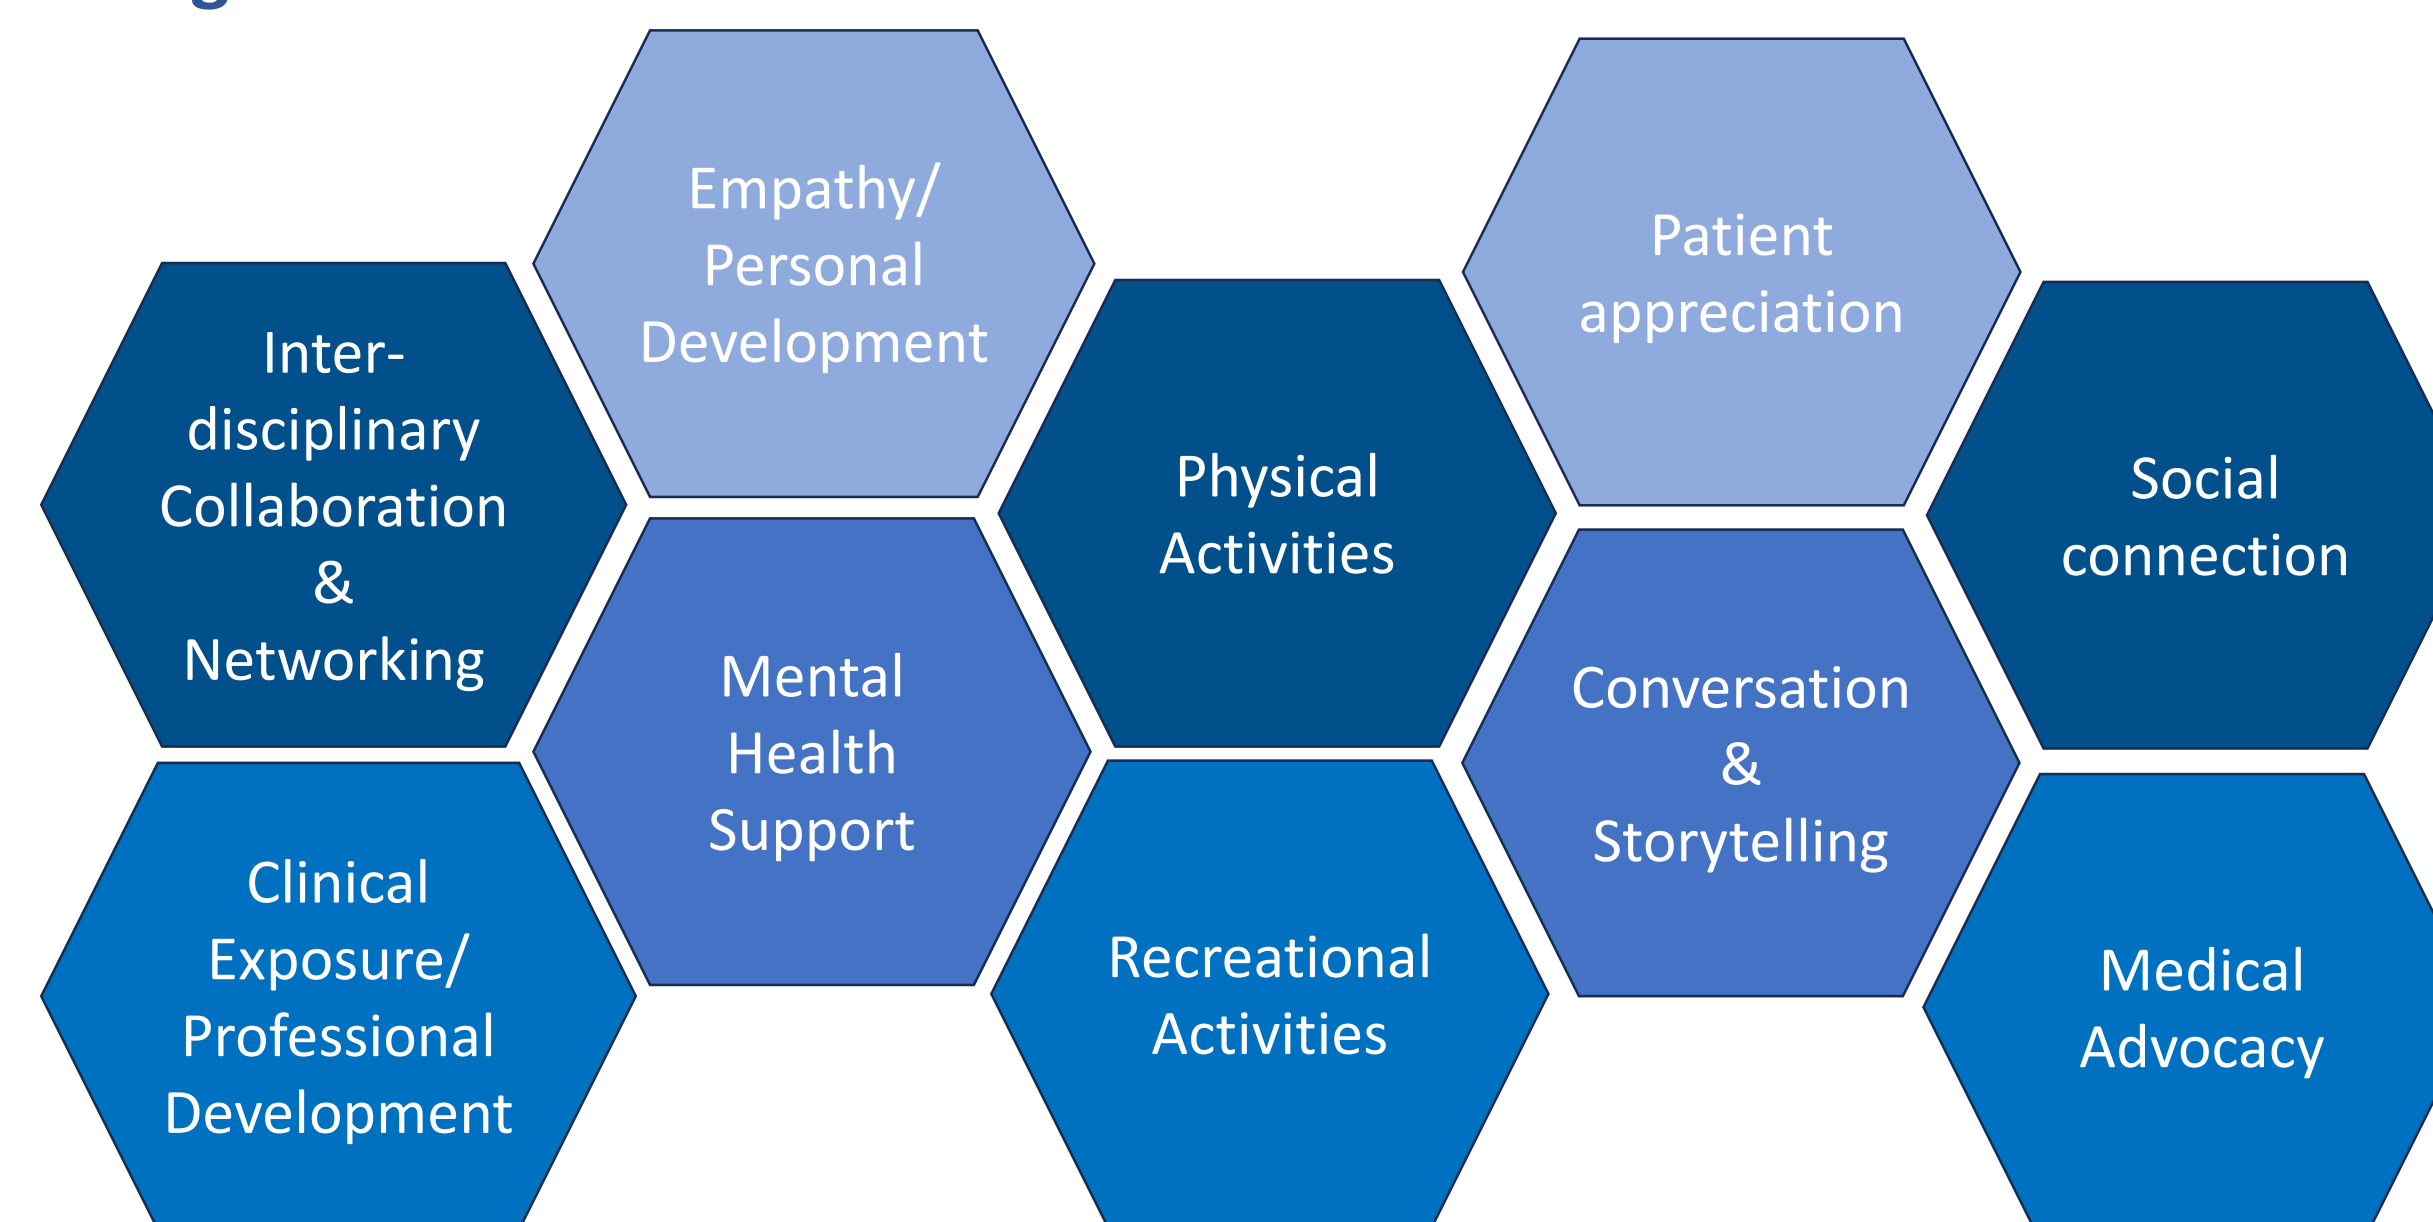 Empathy/
Personal
Development
Patient
appreciation
Inter-
disciplinary
Collaboration
&
Networking
Physical
Activities
Social
connection
Mental
Health
Support
Conversation
&
Storytelling
Clinical
Exposure/
Professional
Development
Recreational
Activities
Medical
Advocacy